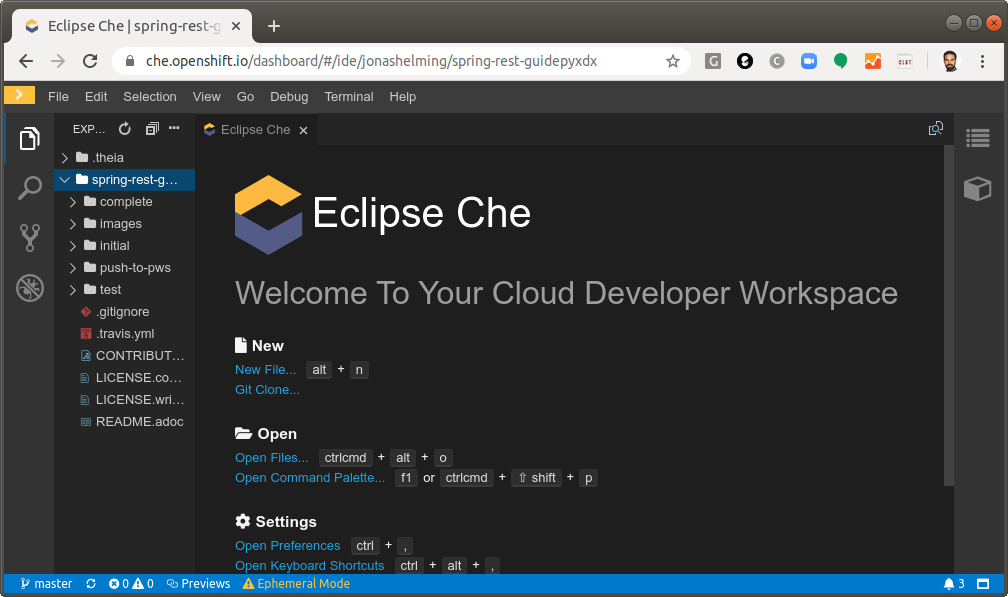 Eclipse Che | spring-rest-g
che.openshift.io/dashboard/#/ide/jonashelming/spring-rest-guidepyxdx
File Edit Selection View Go Debug Terminal Help
EXP...
Eclipse Che
.theia
spring-rest-g...
complete
images
initial
push-to-pws
test
.gitignore
.travis.yml
CONTRIBUT...
LICENSE.co...
LICENSE.wri...
README.adoc
Eclipse Che
Welcome To Your Cloud Developer Workspace
New
New File... alt + n
Git Clone...
Open
Open Files... ctrlcmd + alt + o
Open Command Palette... f1 or ctrlcmd + ⇧ shift + p
Settings
Open Preferences ctrl + ,
Open Keyboard Shortcuts ctrl + alt + ,
master 0 0 Previews Ephemeral Mode 3